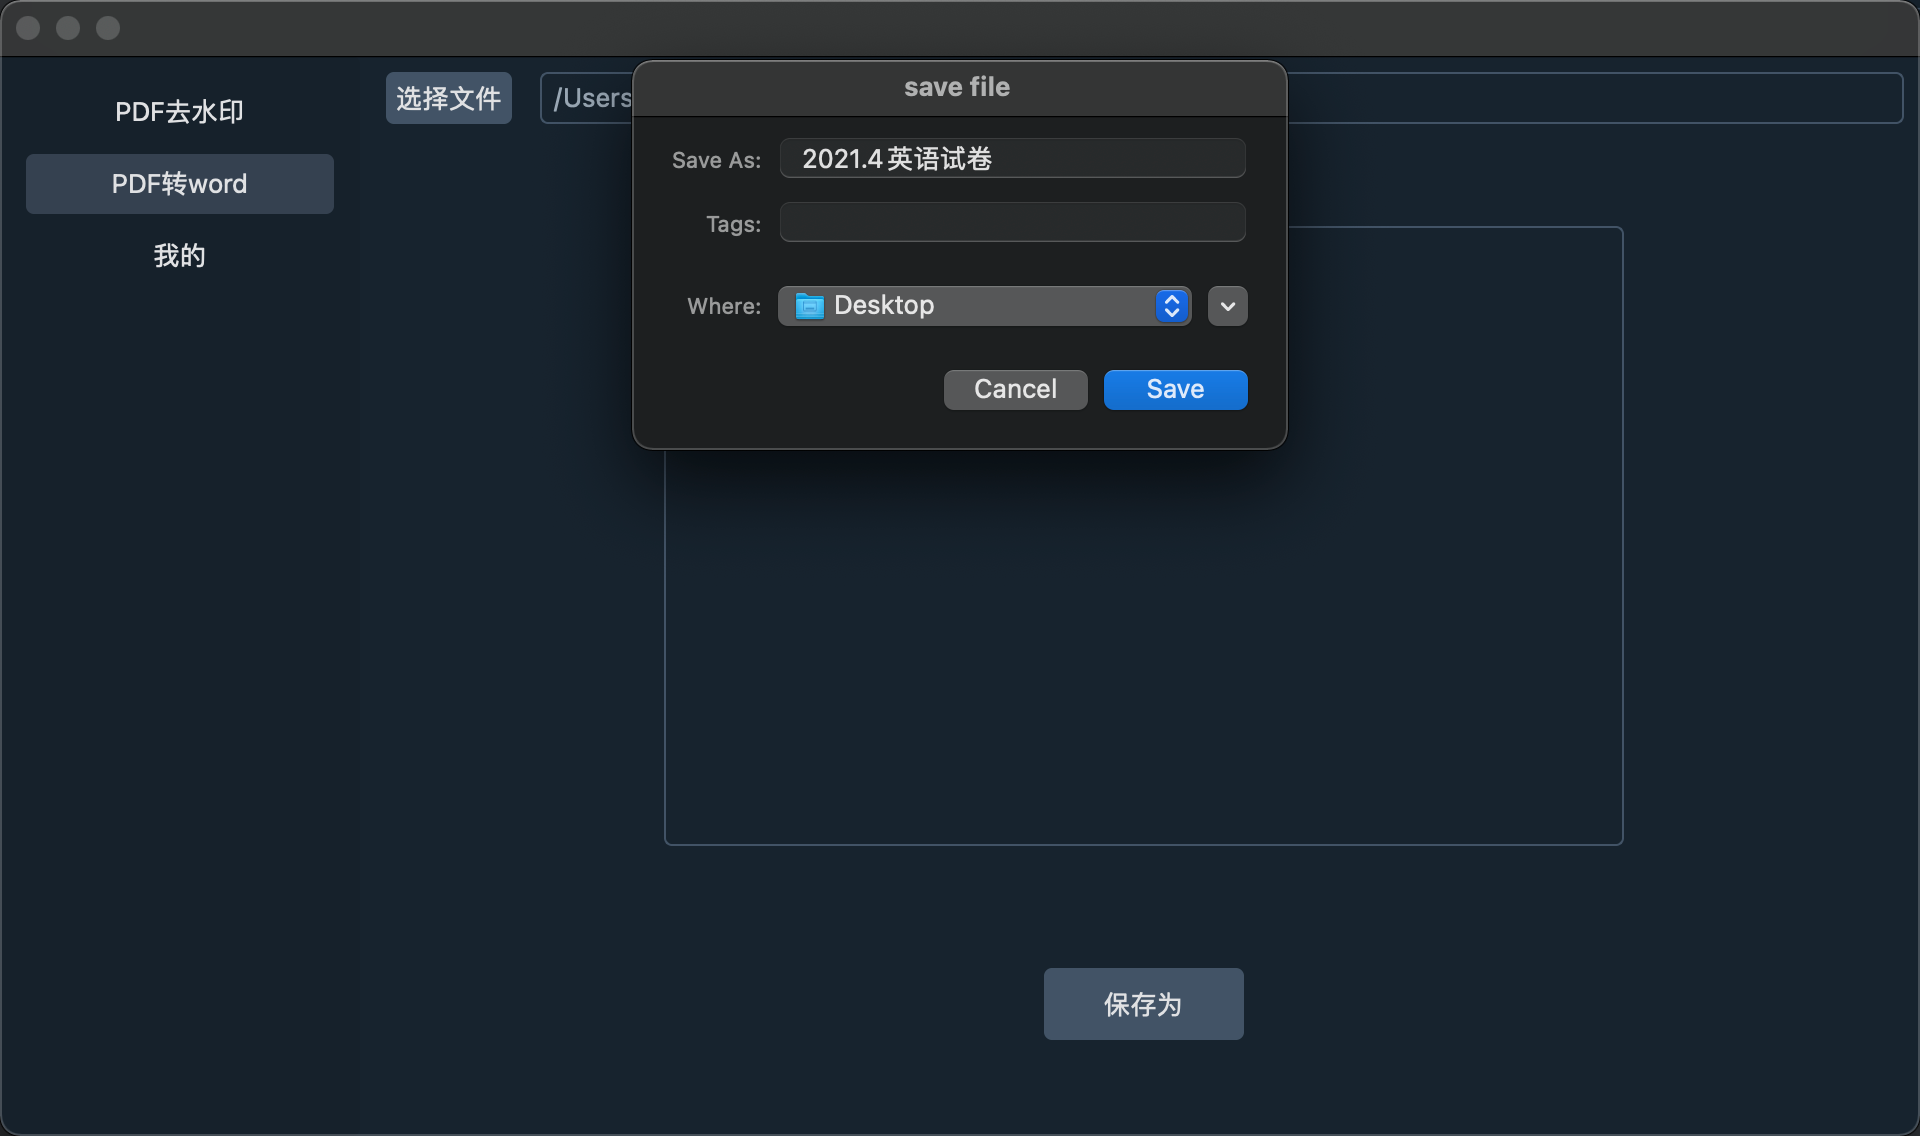 PDF去水印
PDF转word
我的
选择文件
/Users
save file
Save As: 2021.4英语试卷
Tags:
Where: Desktop
Cancel Save
保存为